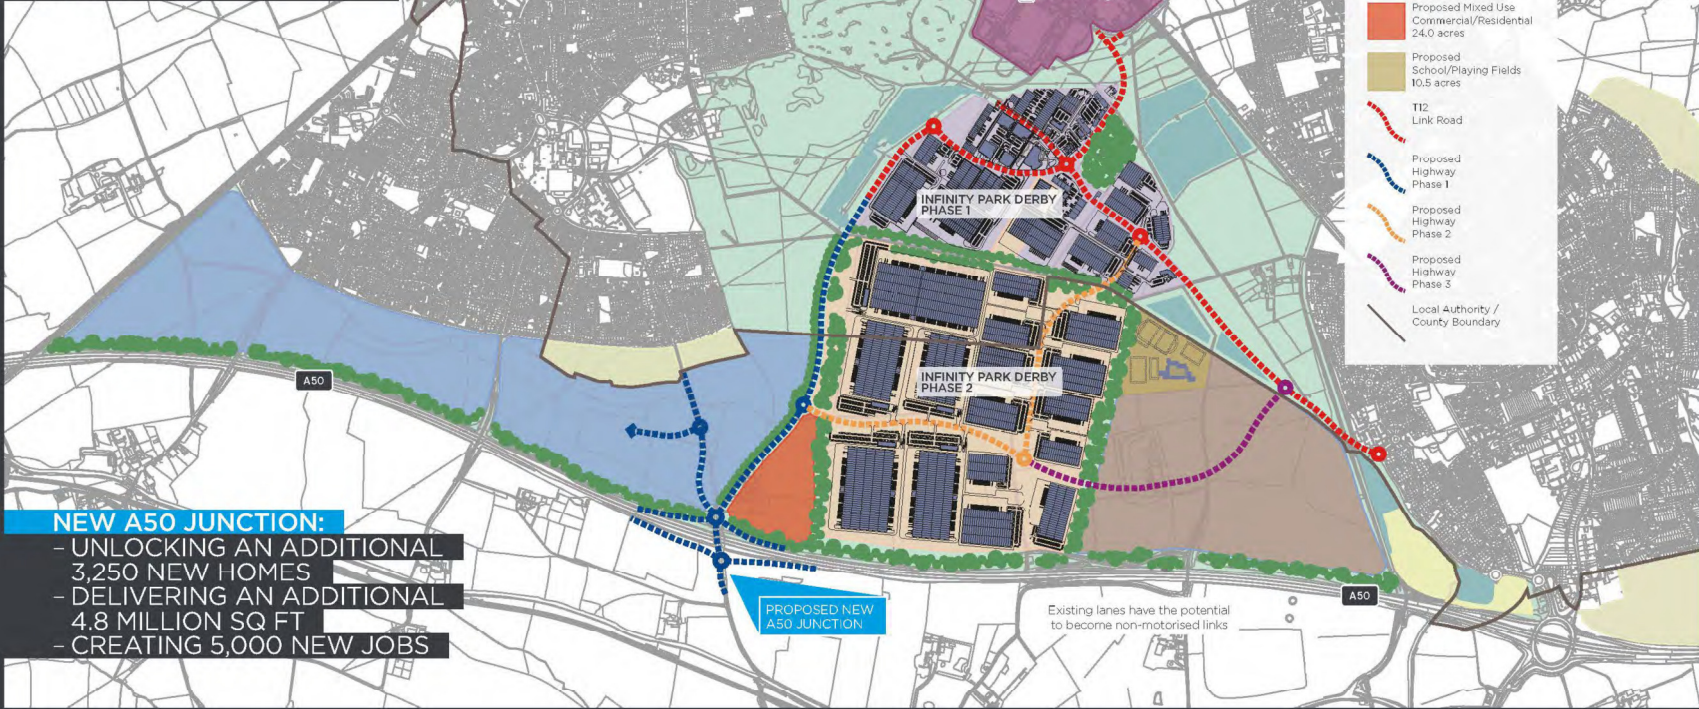 Proposed Mixed Use
Commercial/Residential
24.0 acres
Proposed
School/Playing Fields
10.5 acres
T12
Link Road
Proposed
Highway
Phase 1
Proposed
Highway
Phase 2
Proposed
Highway
Phase 3
Local Authority /
County Boundary
INFINITY PARK DERBY
PHASE 1
INFINITY PARK DERBY
PHASE 2
A50
NEW A50 JUNCTION:
– UNLOCKING AN ADDITIONAL
3,250 NEW HOMES
– DELIVERING AN ADDITIONAL
4.8 MILLION SQ FT
– CREATING 5,000 NEW JOBS
PROPOSED NEW
A50 JUNCTION
Existing lanes have the potential
to become non-motorised links
A50